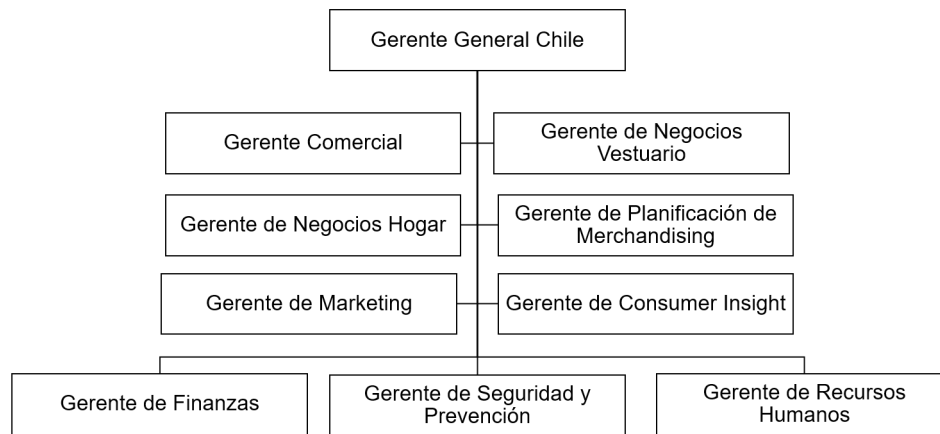 Gerente General Chile
Gerente Comercial
Gerente de Negocios
Vestuario
Gerente de Negocios Hogar
Gerente de Planificación de
Merchandising
Gerente de Marketing
Gerente de Consumer Insight
Gerente de Finanzas
Gerente de Seguridad y
Prevención
Gerente de Recursos
Humanos